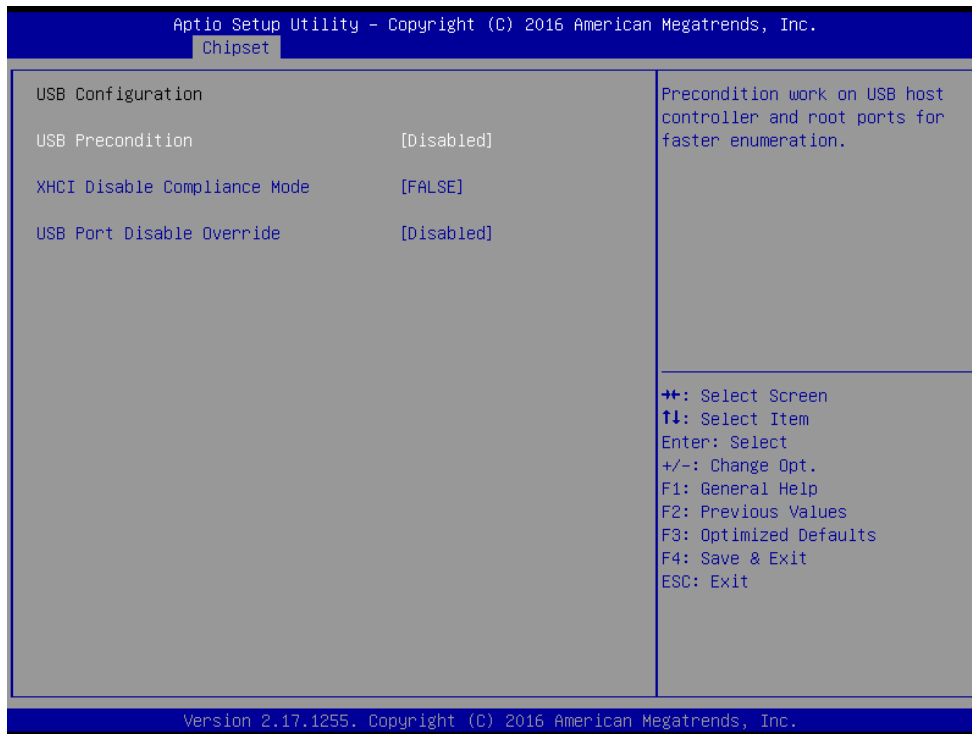 Aptio Setup Utility – Copyright (C) 2016 American Megatrends, Inc.
Chipset
USB Configuration
USB Precondition [Disabled]
XHCI Disable Compliance Mode [FALSE]
USB Port Disable Override [Disabled]
Precondition work on USB host
controller and root ports for
faster enumeration.
→←: Select Screen
↑↓: Select Item
Enter: Select
+/-: Change Opt.
F1: General Help
F2: Previous Values
F3: Optimized Defaults
F4: Save & Exit
ESC: Exit
Version 2.17.1255. Copyright (C) 2016 American Megatrends, Inc.